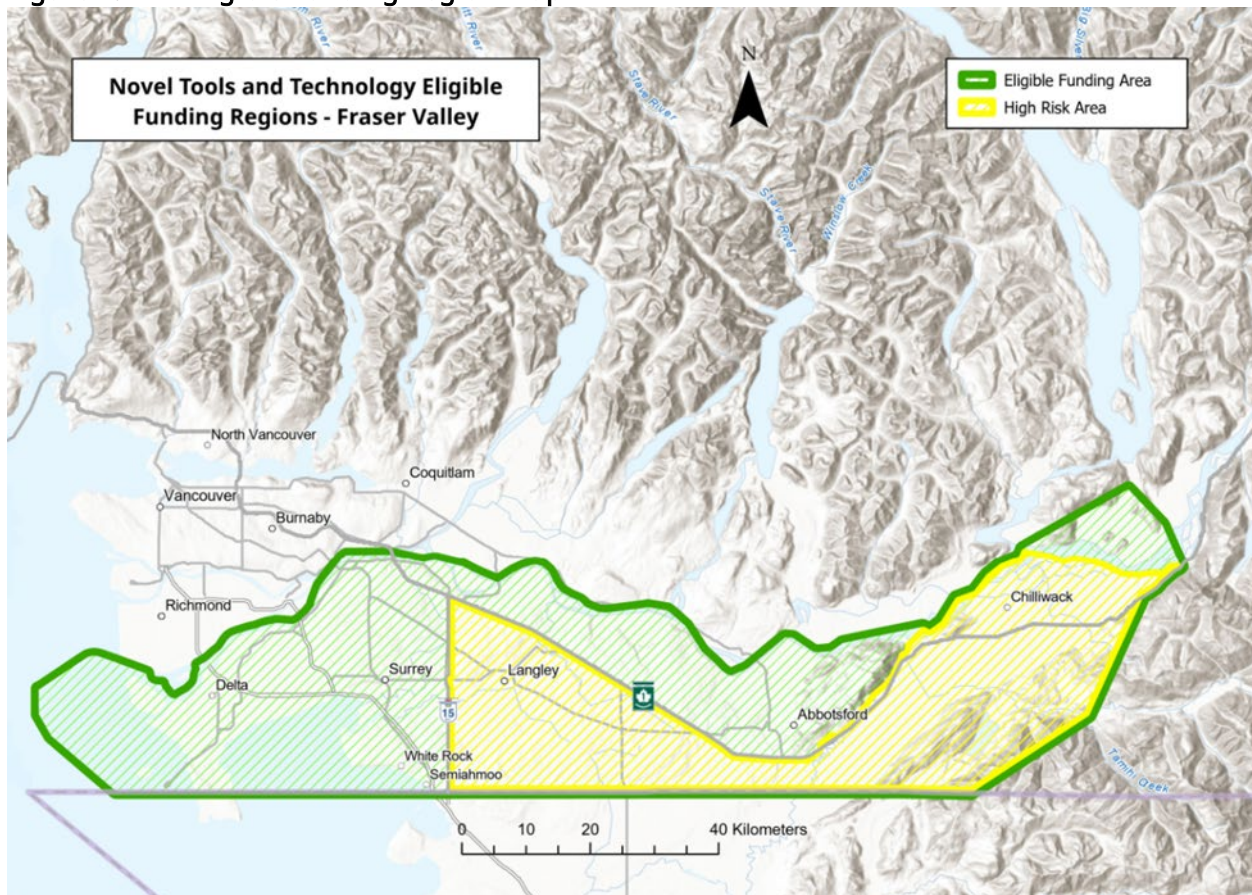 Novel Tools and Technology Eligible
Funding Regions - Fraser Valley
N
Eligible Funding Area
High Risk Area
Stave River
Stave River
Winslow Creek
North Vancouver
Coquitlam
Vancouver
Burnaby
Richmond
Chilliwack
Surrey
Langley
Delta
1
15
Abbotsford
White Rock
Semiahmoo
Tamihi Creek
0 10 20 40 Kilometers